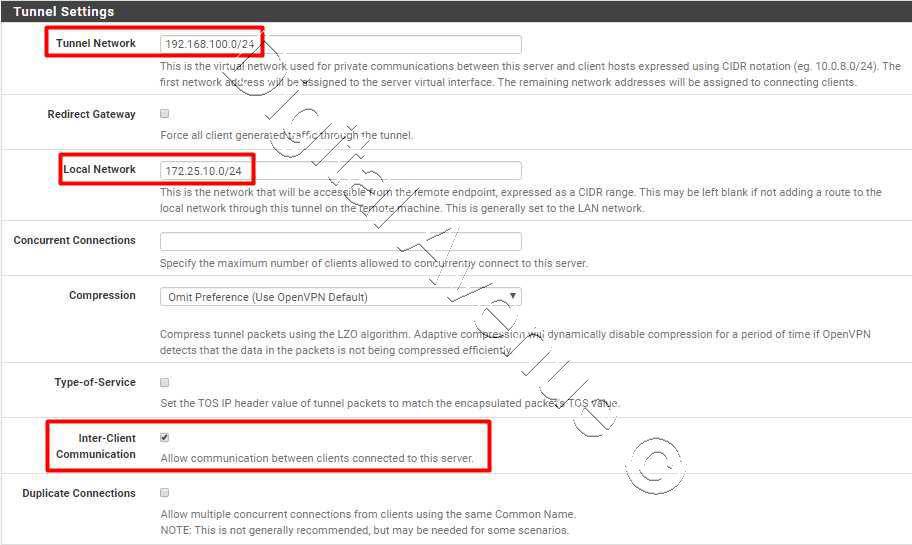 Tunnel Settings
Tunnel Network
192.168.100.0/24
This is the virtual network used for private communications between this server and client hosts expressed using CIDR notation (eg. 10.0.8.0/24). The
first network address will be assigned to the server virtual interface. The remaining network addresses will be assigned to connecting clients.
Redirect Gateway
Force all client generated traffic through the tunnel.
Local Network
172.25.10.0/24
This is the network that will be accessible from the remote endpoint, expressed as a CIDR range. This may be left blank if not adding a route to the
local network through this tunnel on the remote machine. This is generally set to the LAN network.
Concurrent Connections
Specify the maximum number of clients allowed to concurrently connect to this server.
Compression
Omit Preference (Use OpenVPN Default)
Compress tunnel packets using the LZO algorithm. Adaptive compression will dynamically disable compression for a period of time if OpenVPN
detects that the data in the packets is not being compressed efficiently.
Type-of-Service
Set the TOS IP header value of tunnel packets to match the encapsulated packet's TOS value.
Inter-Client
Communication
Allow communication between clients connected to this server.
Duplicate Connections
Allow multiple concurrent connections from clients using the same Common Name.
NOTE: This is not generally recommended, but may be needed for some scenarios.